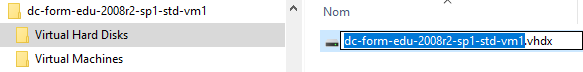 dc-form-edu-2008r2-sp1-std-vm1
Virtual Hard Disks
Virtual Machines
Nom
dc-form-edu-2008r2-sp1-std-vm1.vhdx